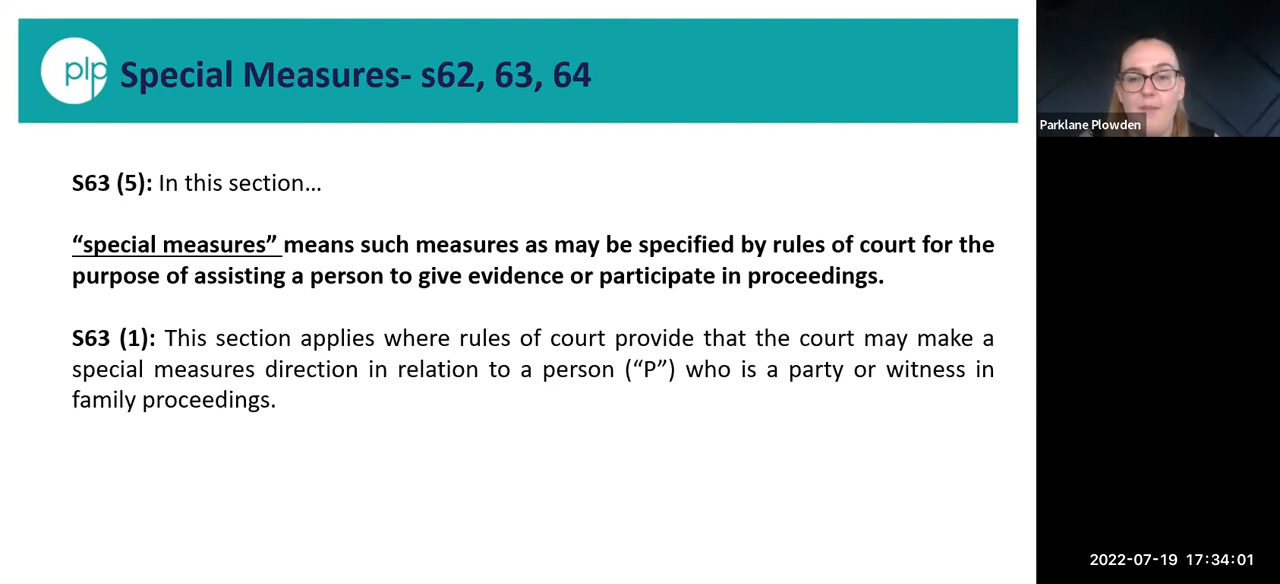 plp
Special Measures- s62, 63, 64
S63 (5): In this section…
“special measures” means such measures as may be specified by rules of court for the
purpose of assisting a person to give evidence or participate in proceedings.
S63 (1): This section applies where rules of court provide that the court may make a
special measures direction in relation to a person (“P”) who is a party or witness in
family proceedings.
Parklane Plowden
2022-07-19 17:34:01